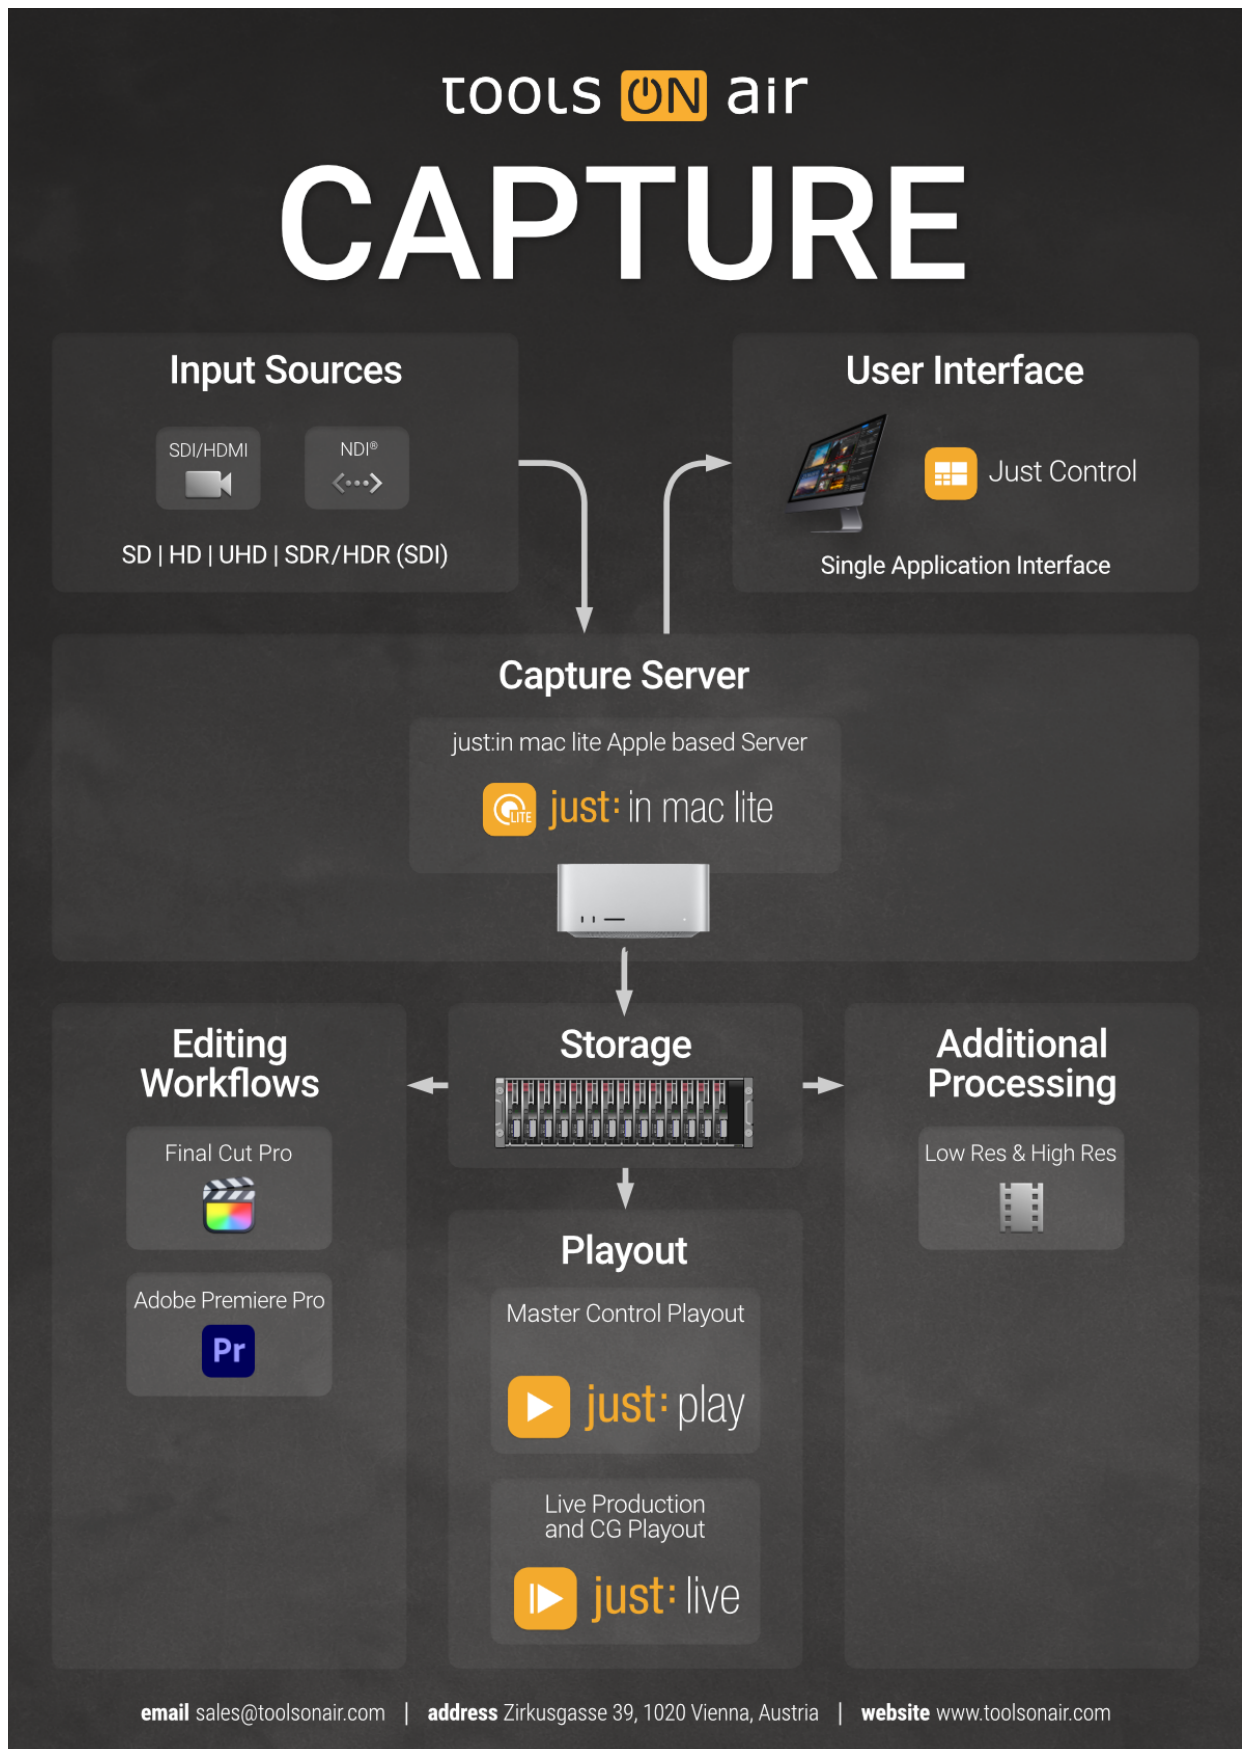 tools ON air
CAPTURE
Input Sources
SDI/HDMI
NDI®
SD | HD | UHD | SDR/HDR (SDI)
User Interface
Just Control
Single Application Interface
Capture Server
just:in mac lite Apple based Server
LITE
just: in mac lite
Editing
Workflows
Final Cut Pro
Adobe Premiere Pro
Pr
Storage
Playout
Master Control Playout
just: play
Live Production
and CG Playout
just: live
Additional
Processing
Low Res & High Res
email sales@toolsonair.com | address Zirkusgasse 39, 1020 Vienna, Austria | website www.toolsonair.com